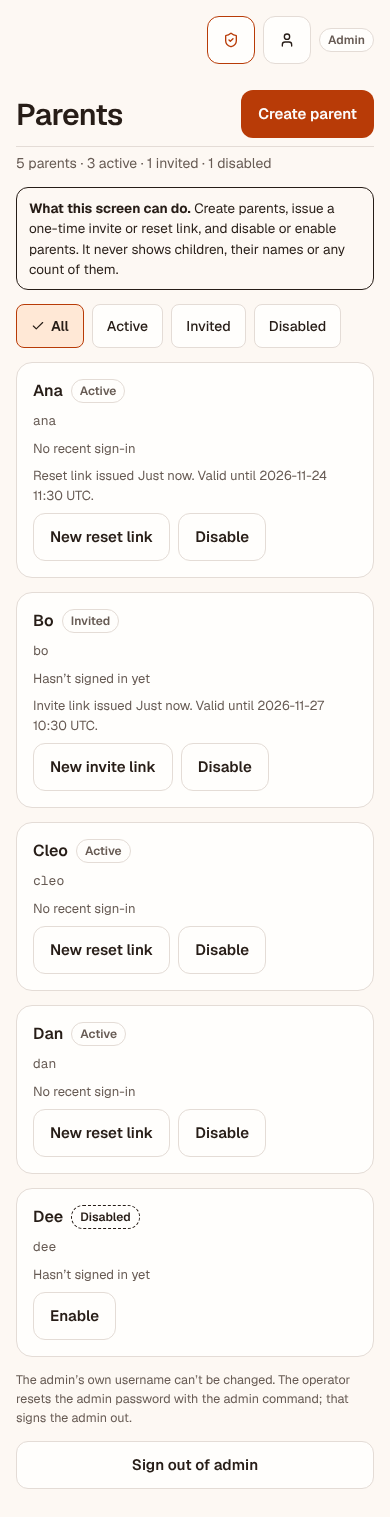 Admin
Parents
Create parent
5 parents · 3 active · 1 invited · 1 disabled
What this screen can do. Create parents, issue a
one-time invite or reset link, and disable or enable
parents. It never shows children, their names or any
count of them.
All
Active
Invited
Disabled
Ana
Active
ana
No recent sign-in
Reset link issued Just now. Valid until 2026-11-24
11:30 UTC.
New reset link
Disable
Bo
Invited
bo
Hasn’t signed in yet
Invite link issued Just now. Valid until 2026-11-27
10:30 UTC.
New invite link
Disable
Cleo
Active
cleo
No recent sign-in
New reset link
Disable
Dan
Active
dan
No recent sign-in
New reset link
Disable
Dee
Disabled
dee
Hasn’t signed in yet
Enable
The admin’s own username can’t be changed. The operator
resets the admin password with the admin command; that
signs the admin out.
Sign out of admin